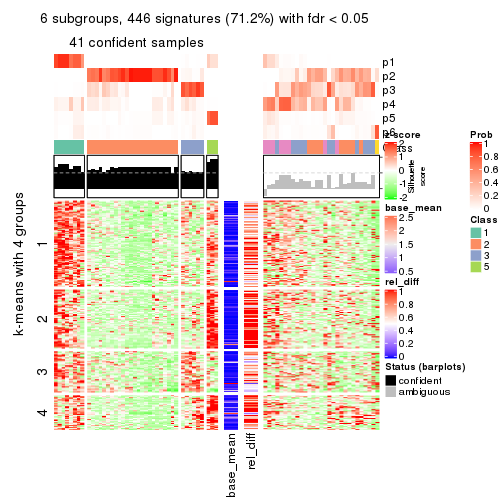 6 subgroups, 446 signatures (71.2%) with fdr < 0.05
41 confident samples
p1
p2
p3
p4
p5
p6
Class
z-score
2
1
0
-1
-2
Silhouette score
Prob
1
0.8
0.6
0.4
0.2
0
base_mean
2.5
1.5
0.5
Class
1
2
3
5
rel_diff
1
0.8
0.6
0.4
0.2
0
Status (barplots)
confident
ambiguous
k-means with 4 groups
1
2
3
4
base_mean
rel_diff